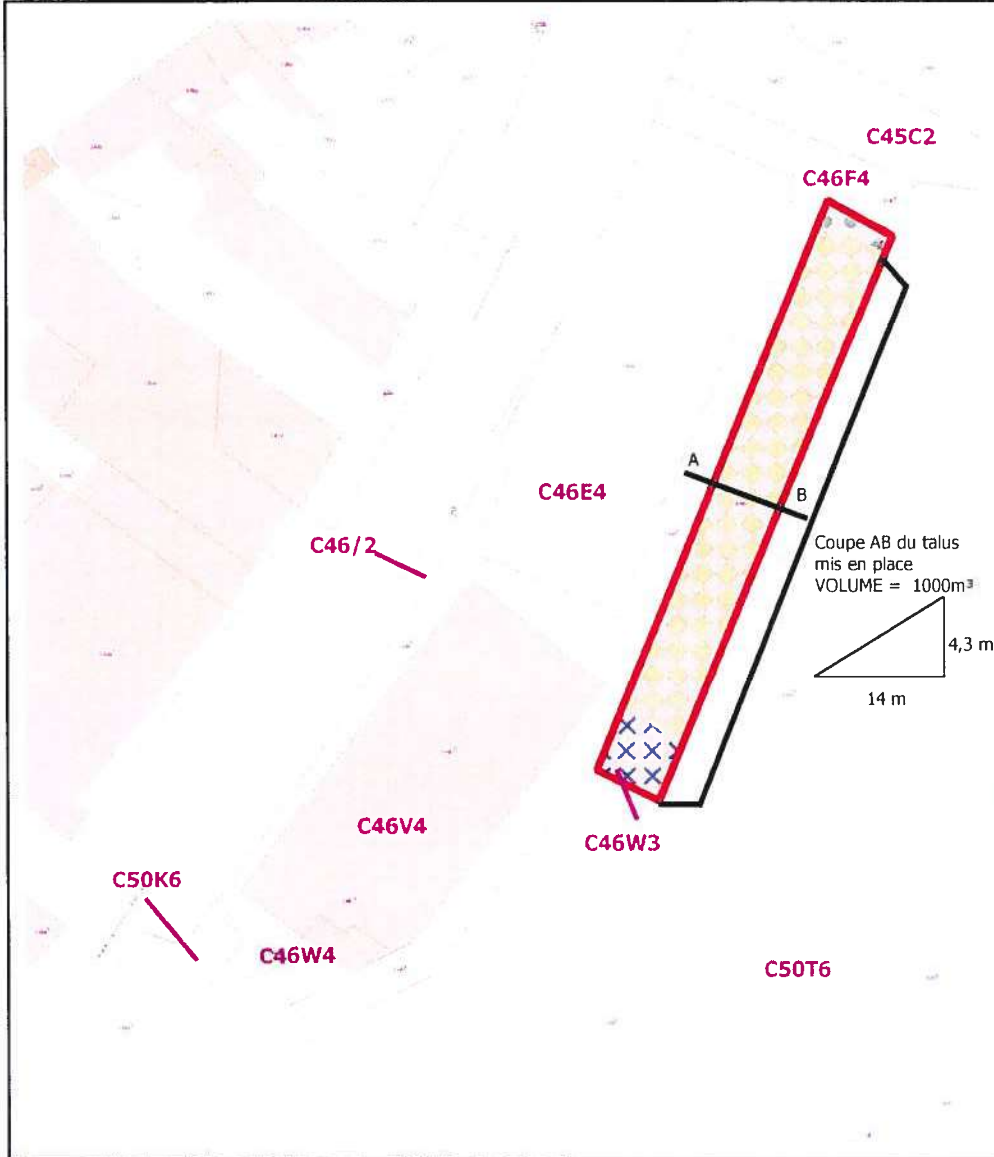 C45C2
C46F4
A
C46E4
B
C46/2
Coupe AB du talus
mis en place
VOLUME = 1000m³
4,3 m
14 m
C46V4
C46W3
C50K6
C46W4
C50T6